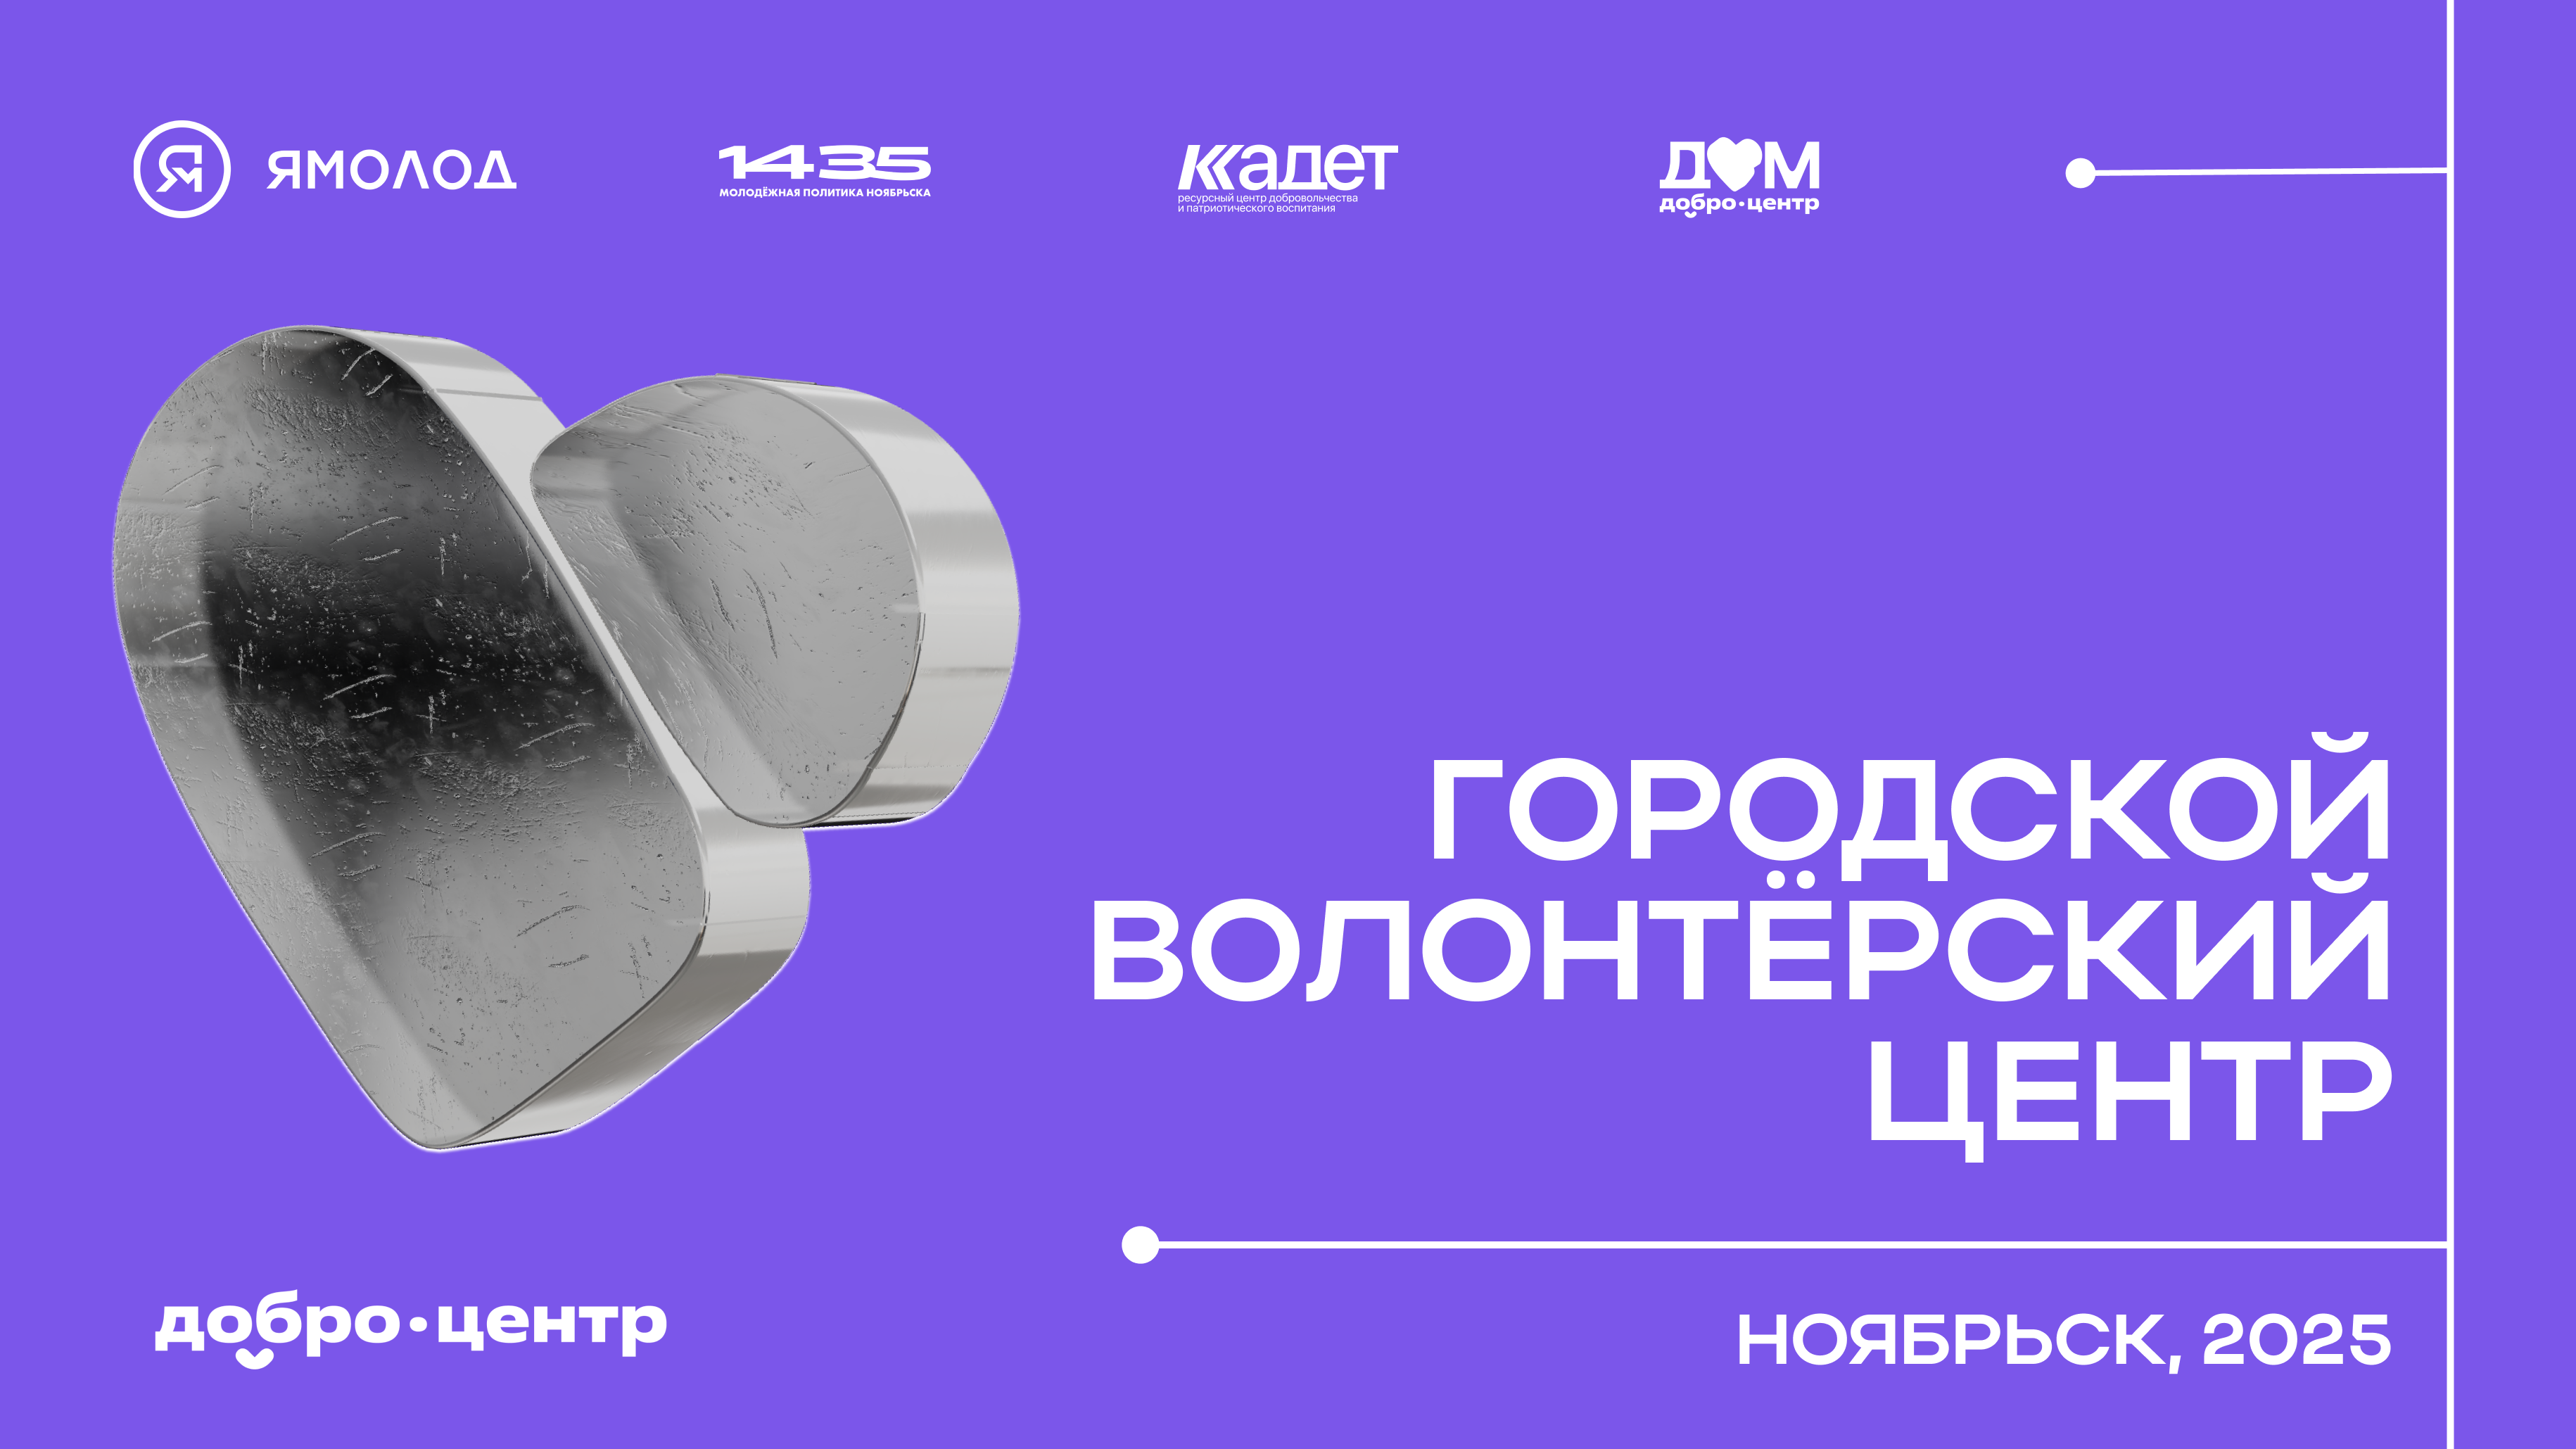 ЯМОЛОД
1435
МОЛОДЁЖНАЯ ПОЛИТИКА НОЯБРЬСКА
Кадет
ресурсный центр добровольчества
и патриотического воспитания
ДОМ
добро•центр
ГОРОДСКОЙ
ВОЛОНТЁРСКИЙ
ЦЕНТР
добро•центр
НОЯБРЬСК, 2025